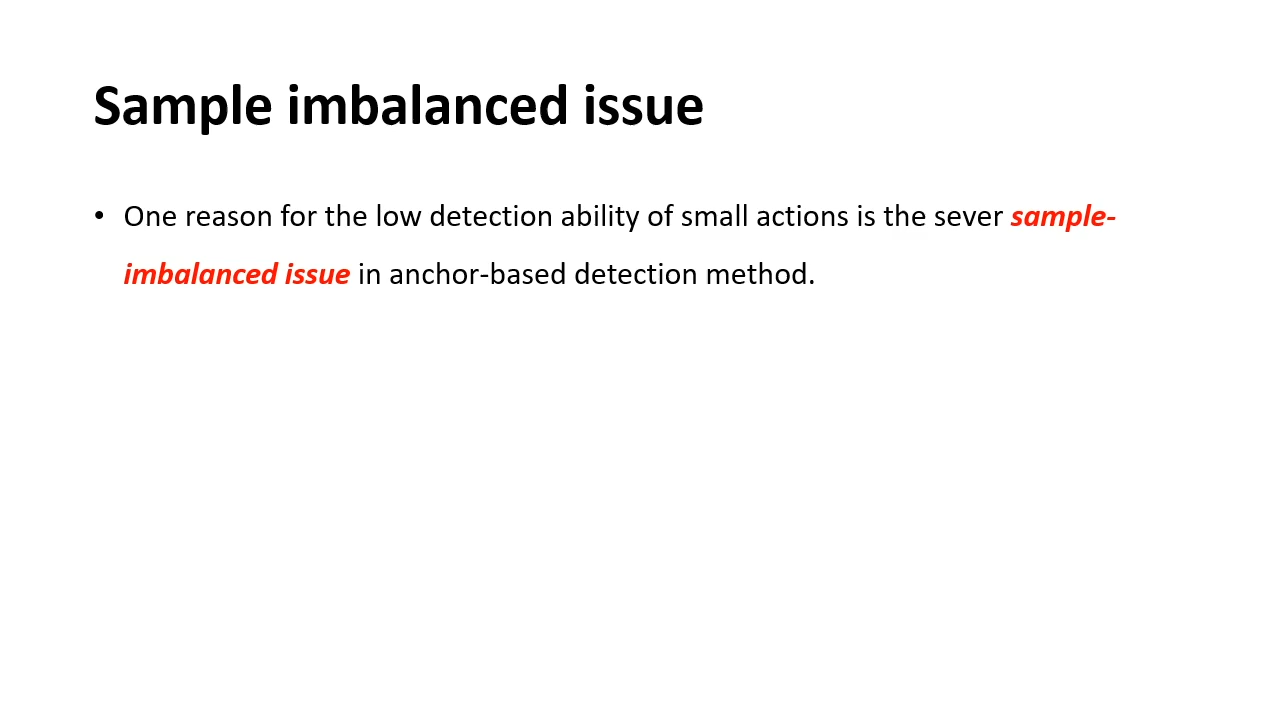 Sample imbalanced issue
• One reason for the low detection ability of small actions is the sever sample-
imbalanced issue in anchor-based detection method.